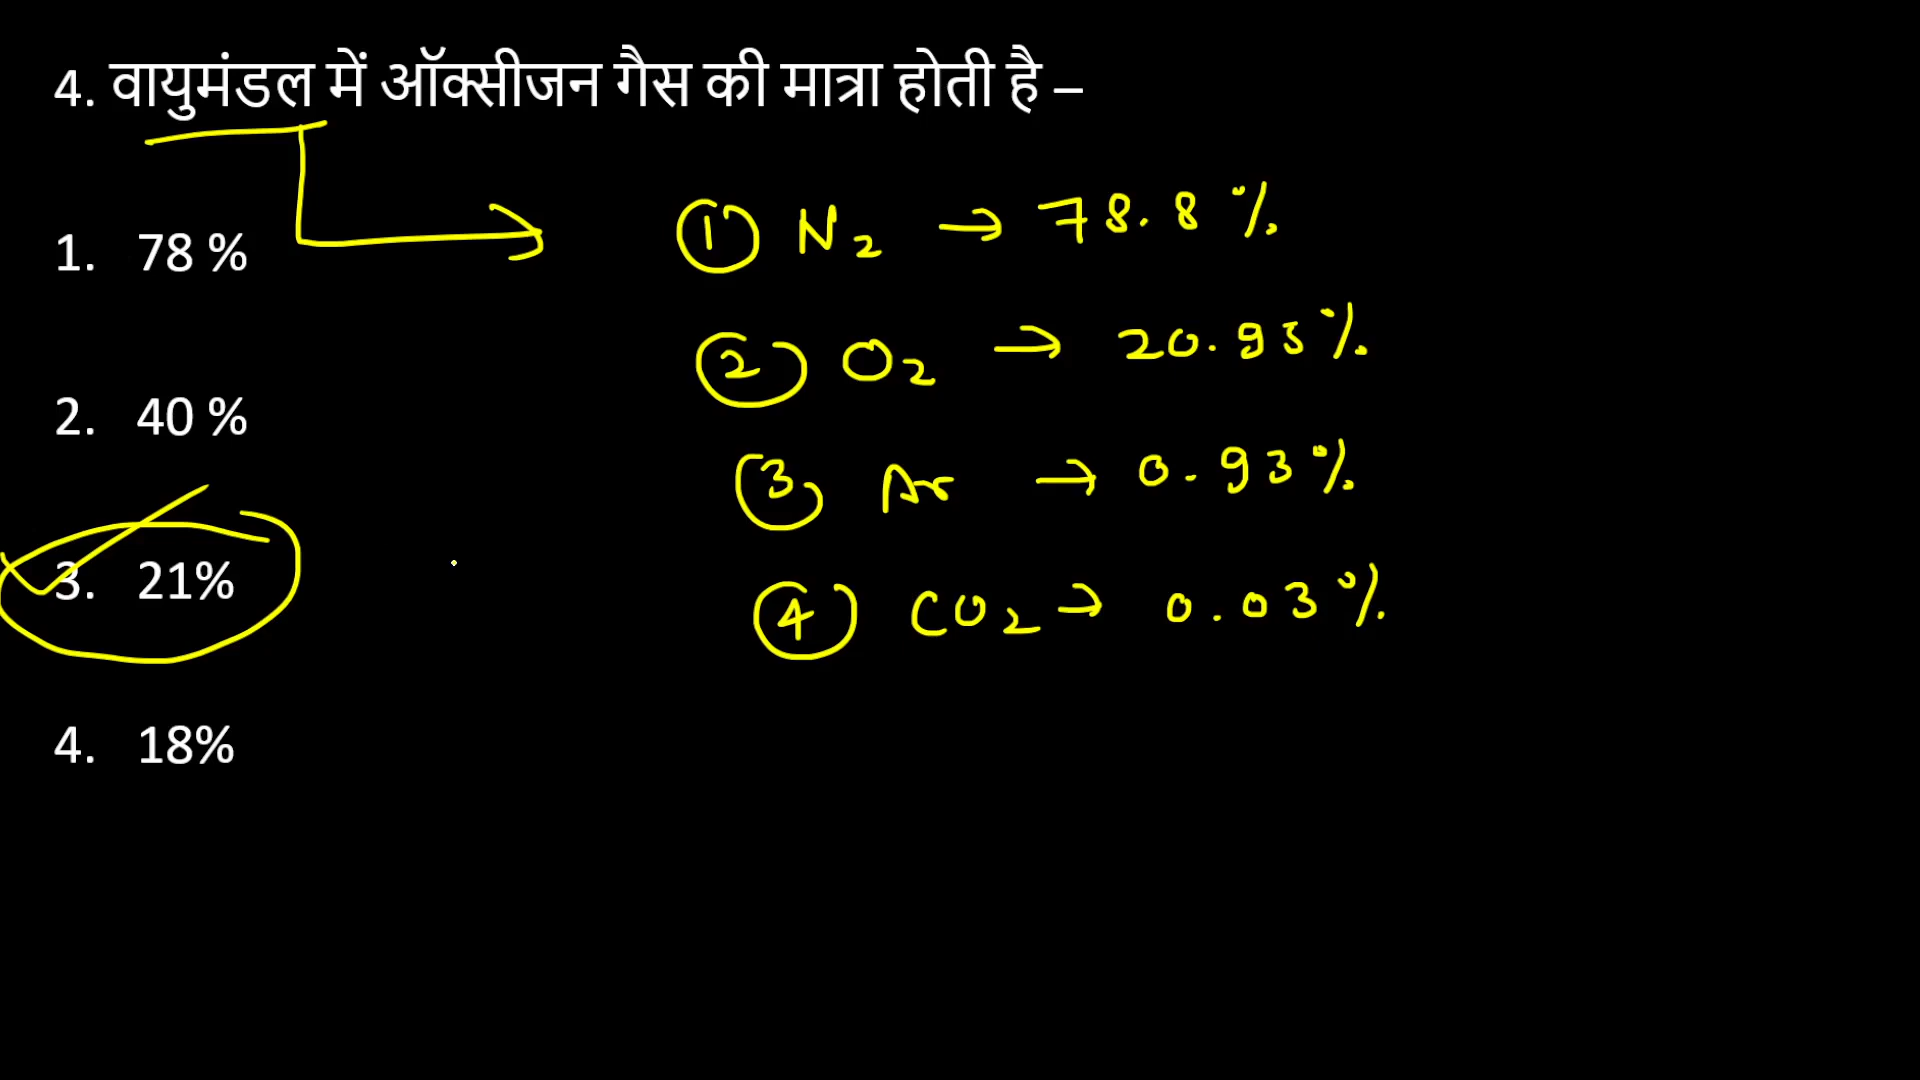 4. वायुमंडल में ऑक्सीजन गैस की मात्रा होती है –
1. 78 %
2. 40 %
3. 21%
4. 18%
① N2 → 78.8 %
② O2 → 20.95%
③ Ar → 0.93%
④ CO2 → 0.03%